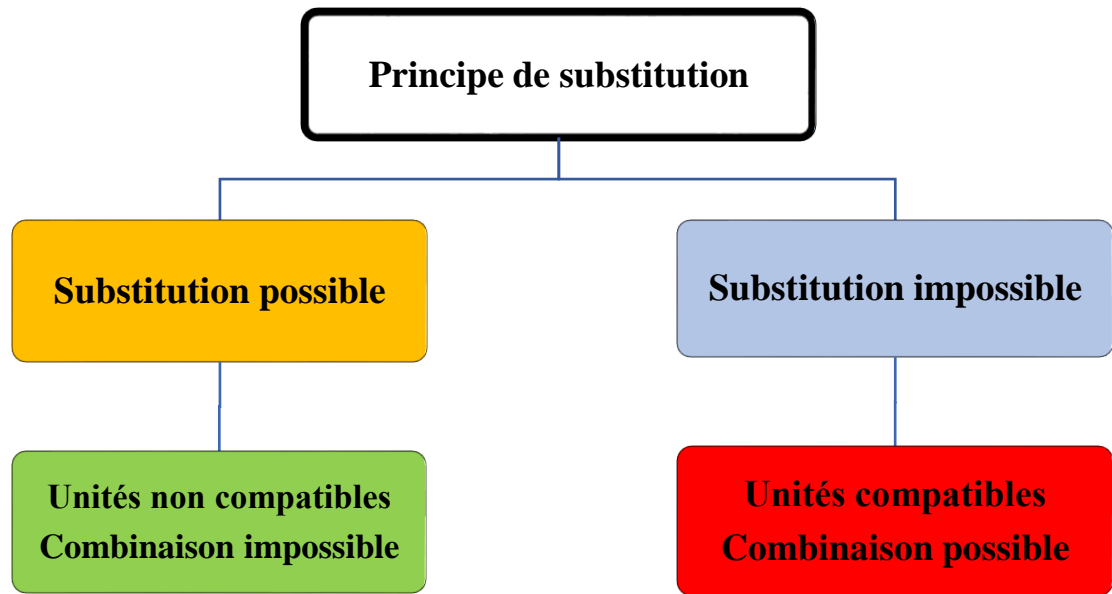 Principe de substitution
Substitution possible
Substitution impossible
Unités non compatibles
Combinaison impossible
Unités compatibles
Combinaison possible